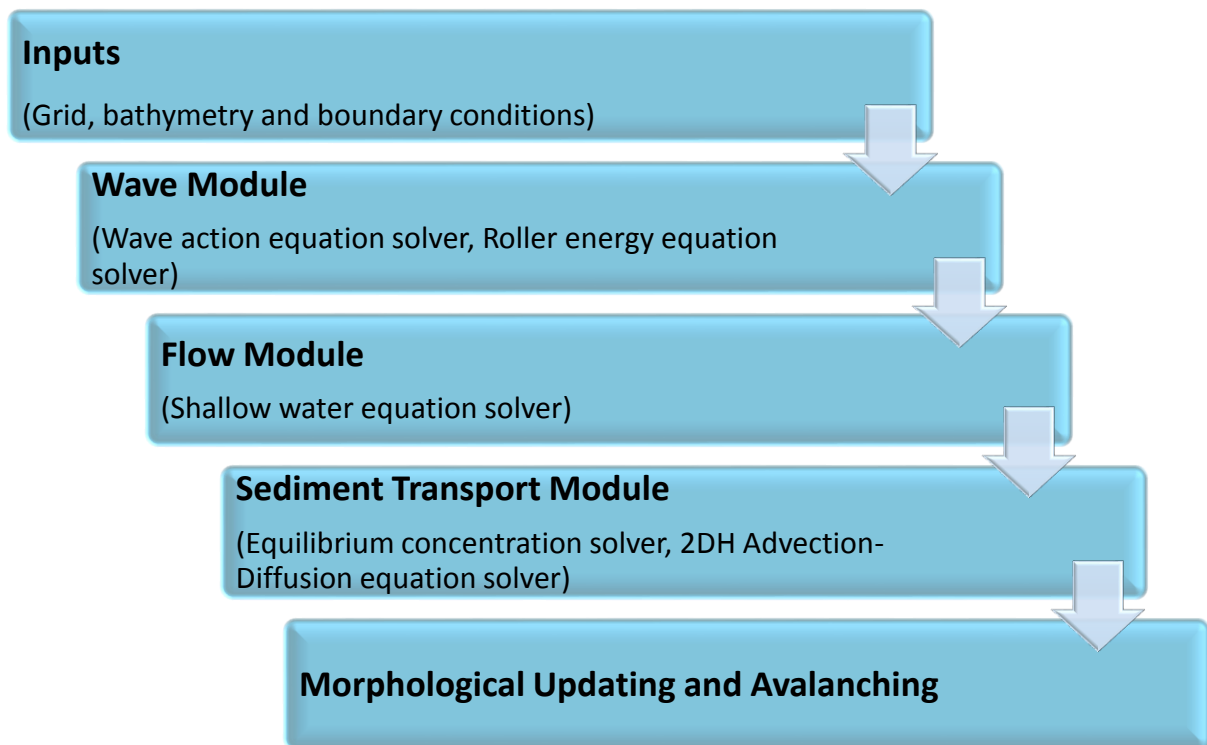 Inputs
(Grid, bathymetry and boundary conditions)
Wave Module
(Wave action equation solver, Roller energy equation
solver)
Flow Module
(Shallow water equation solver)
Sediment Transport Module
(Equilibrium concentration solver, 2DH Advection-
Diffusion equation solver)
Morphological Updating and Avalanching